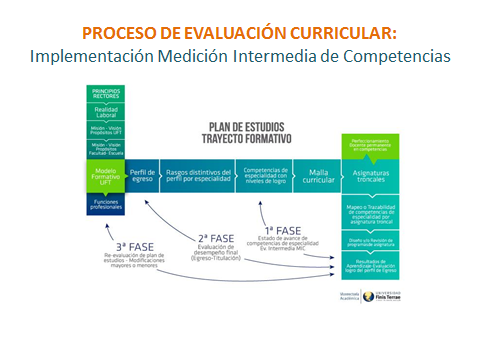 PROCESO DE EVALUACIÓN CURRICULAR:
Implementación Medición Intermedia de Competencias
PRINCIPIOS
RECTORES
Realidad
Laboral
Misión - Visión
Propósitos UFT
Misión - Visión
Propósitos
Facultad- Escuela
Modelo
Formativo
UFT
Funciones
profesionales
PLAN DE ESTUDIOS
TRAYECTO FORMATIVO
Perfil de
egreso
Rasgos distintivos del
perfil por especialidad
Competencias de
especialidad con
niveles de logro
Malla
curricular
Perfeccionamiento
Docente permanente
en competencias
Asignaturas
troncales
Mapeo o Trazabilidad
de competencias de
especialidad por
asignatura troncal
Diseño y/o Revisión de
programa de asignatura
Resultados de
Aprendizaje- Evaluación
logro del perfil de Egreso
1ª FASE
Estado de avance de
competencias de especialidad
Ev. Intermedia MIC
2ª FASE
Evaluación de
desempeño final
(Egreso-Titulación)
3ª FASE
Re-evaluación de plan de
estudios - Modificaciones
mayores o menores
Vicerrectoría
Académica
UNIVERSIDAD
Finis Terrae